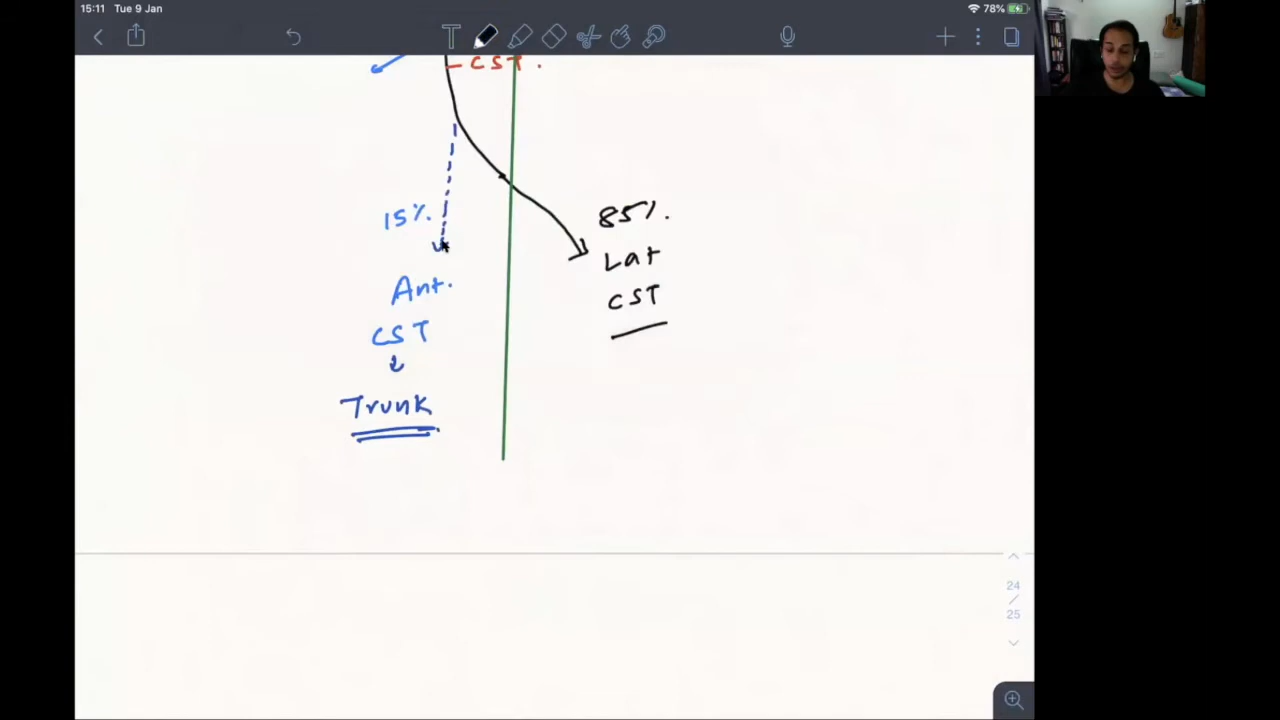 15:11 Tue 9 Jan
78%
T
CST.
15%.
85%.
Ant.
Lat
CST
CST
Trunk
24
/
25